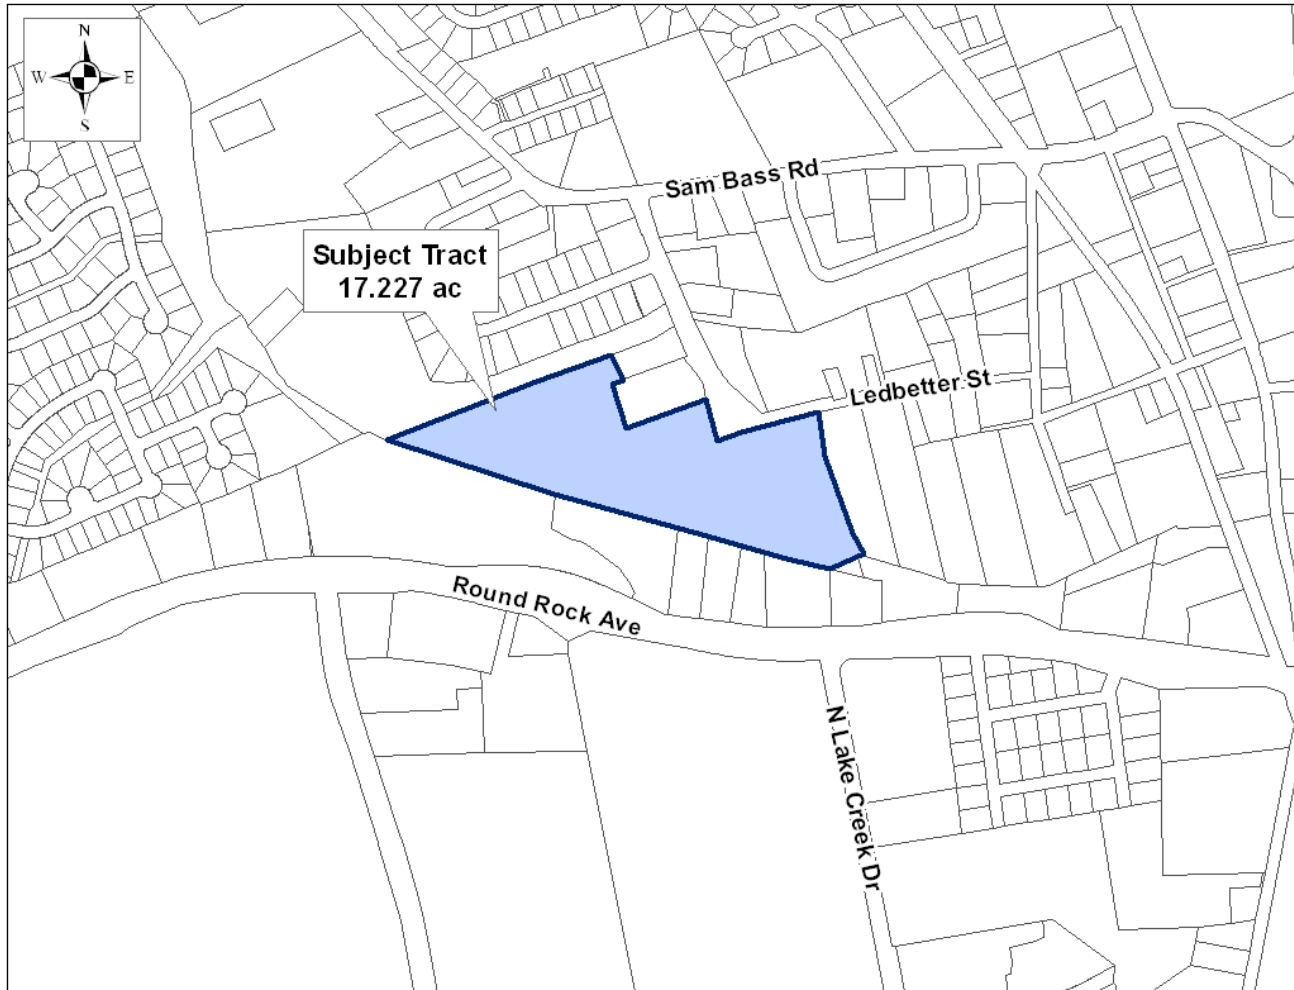 N
W E
S
Sam Bass Rd
Subject Tract
17.227 ac
Ledbetter St
Round Rock Ave
N Lake Creek Dr